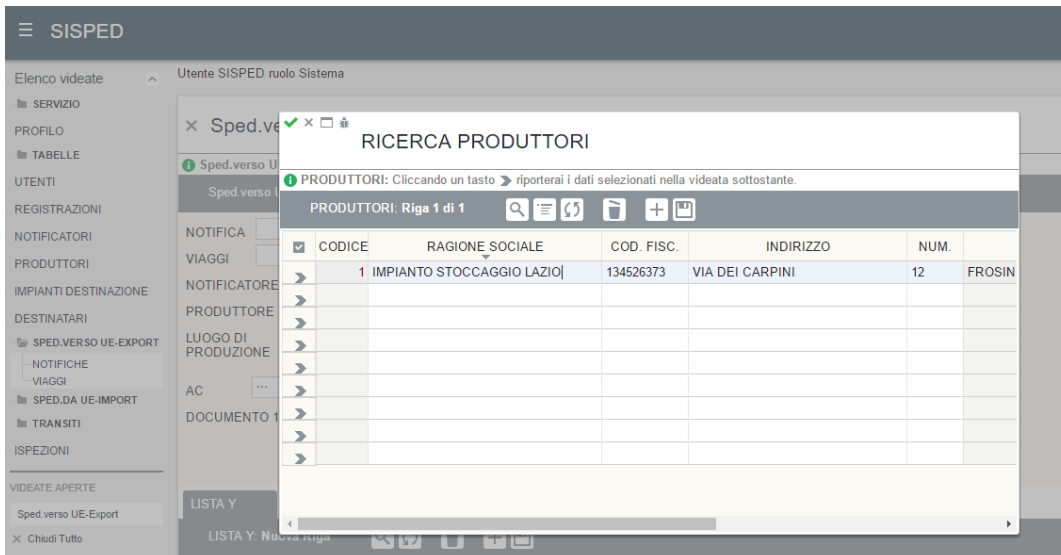 ☰ SISPED
Elenco videate
SERVIZIO
PROFILO
TABELLE
UTENTI
REGISTRAZIONI
NOTIFICATORI
PRODUTTORI
IMPIANTI DESTINAZIONE
DESTINATARI
SPED.VERSO UE-EXPORT
NOTIFICHE
VIAGGI
SPED.DA UE-IMPORT
TRANSITI
ISPEZIONI
VIDEATE APERTE
Sped.verso UE-Export
× Chiudi Tutto
Utente SISPED ruolo Sistema
× Sped.ve
Sped.verso U
Sped.verso U
NOTIFICA
VIAGGI
NOTIFICATORE
PRODUTTORE
LUOGO DI
PRODUZIONE
AC ...
DOCUMENTO 1
LISTA Y
LISTA Y: Nuova Riga
RICERCA PRODUTTORI
PRODUTTORI: Cliccando un tasto riporterai i dati selezionati nella videata sottostante.
PRODUTTORI: Riga 1 di 1
CODICE RAGIONE SOCIALE COD. FISC. INDIRIZZO NUM.
1 IMPIANTO STOCCAGGIO LAZIO 134526373 VIA DEI CARPINI 12 FROSIN